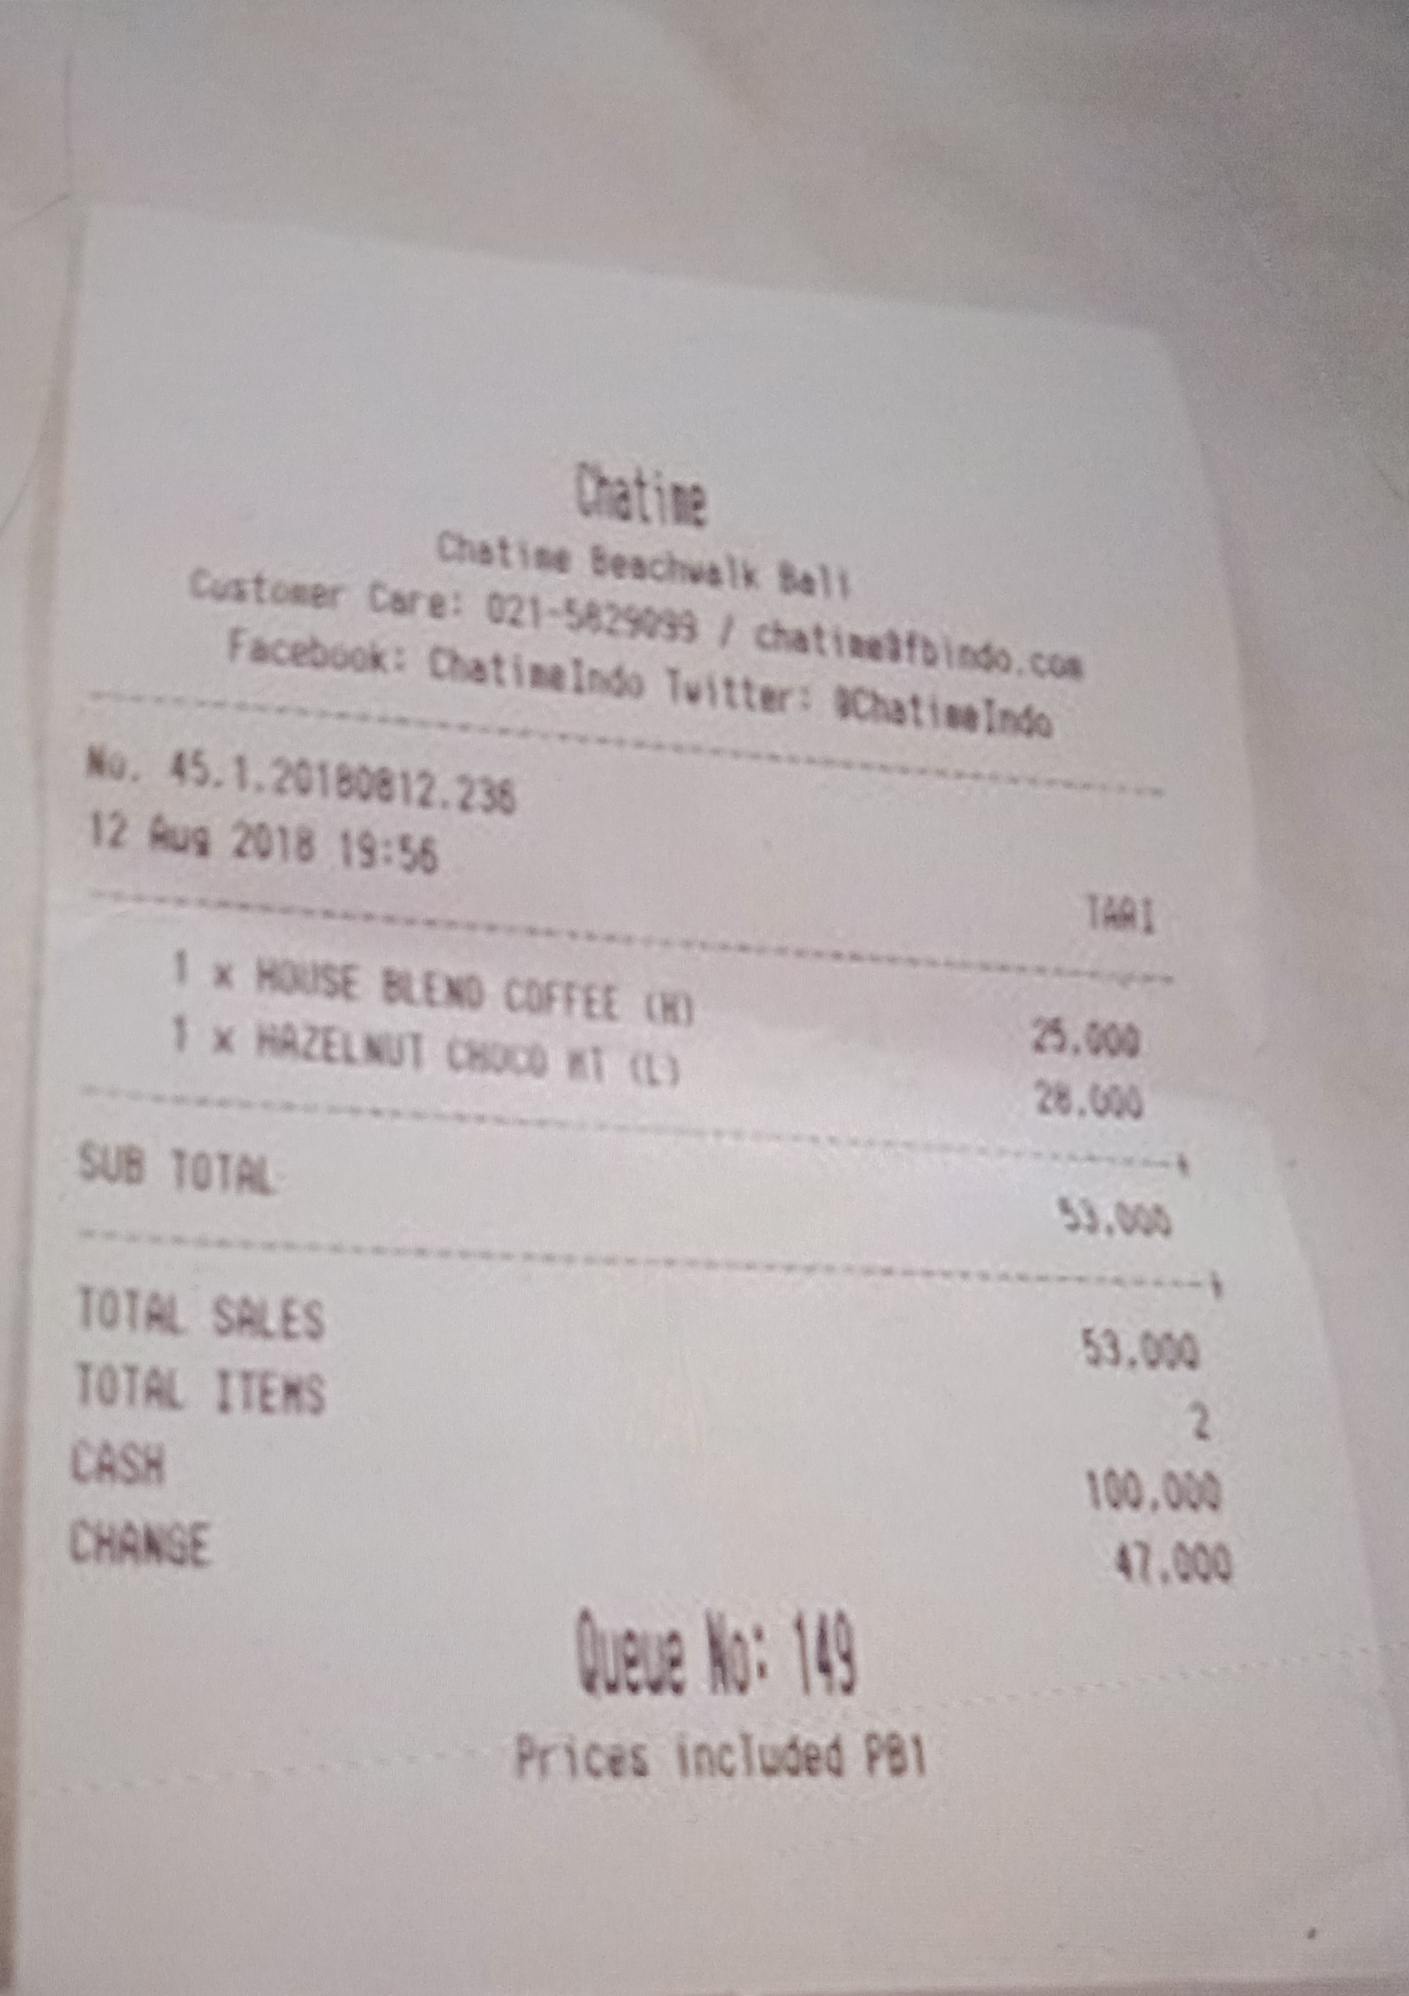 Chatime
Chatime Beachwalk Bali
Customer Care: 021-5829099 / chatime@fbindo.com
Facebook: ChatimeIndo Twitter: @ChatimeIndo
No. 45.1.20180812.236
12 Aug 2018 19:56
TARI
1 x HOUSE BLEND COFFEE (H) 25.000
1 x HAZELNUT CHOCO MT (L) 28.000
SUB TOTAL 53.000
TOTAL SALES 53.000
TOTAL ITEMS 2
CASH 100.000
CHANGE 47.000
Queue No: 149
Prices included PB1